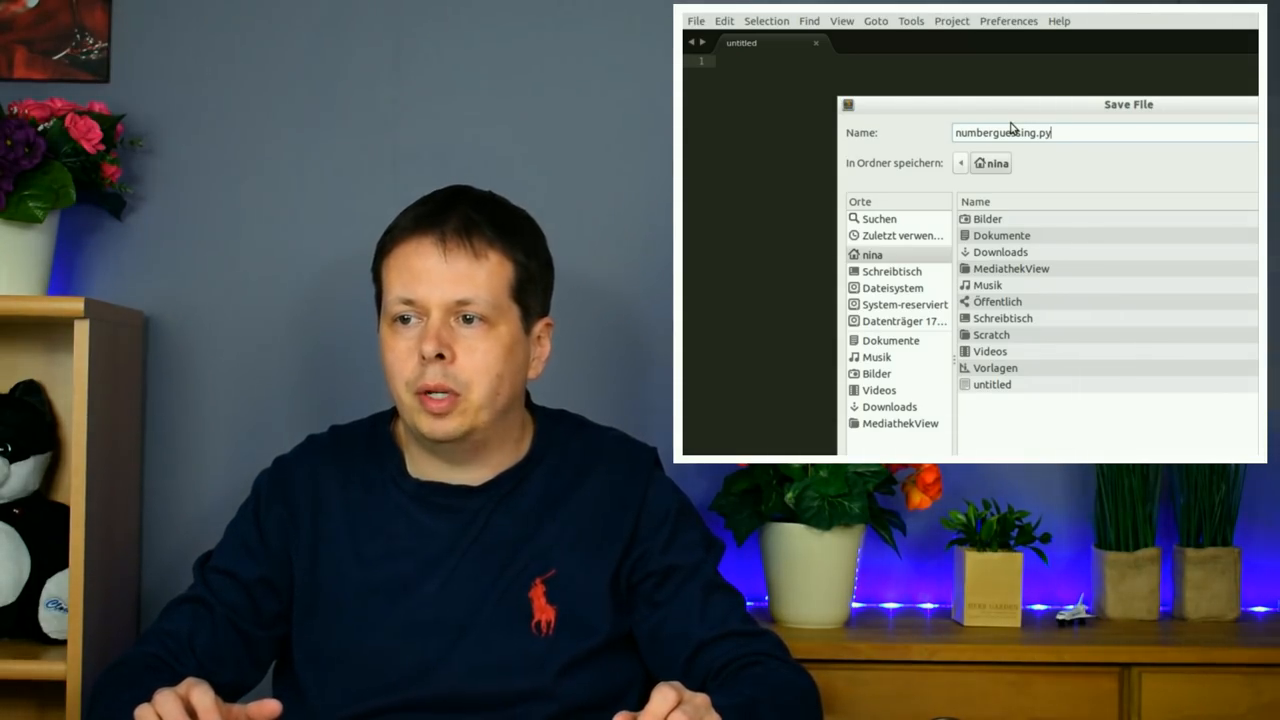 File Edit Selection Find View Goto Tools Project Preferences Help
untitled
1
Save File
Name: numberguessing.py
In Ordner speichern: nina
Orte
Suchen
Zuletzt verwen...
nina
Schreibtisch
Dateisystem
System-reserviert
Datenträger 17...
Dokumente
Musik
Bilder
Videos
Downloads
MediathekView
Name
Bilder
Dokumente
Downloads
MediathekView
Musik
Öffentlich
Schreibtisch
Scratch
Videos
Vorlagen
untitled
HERB GARDEN